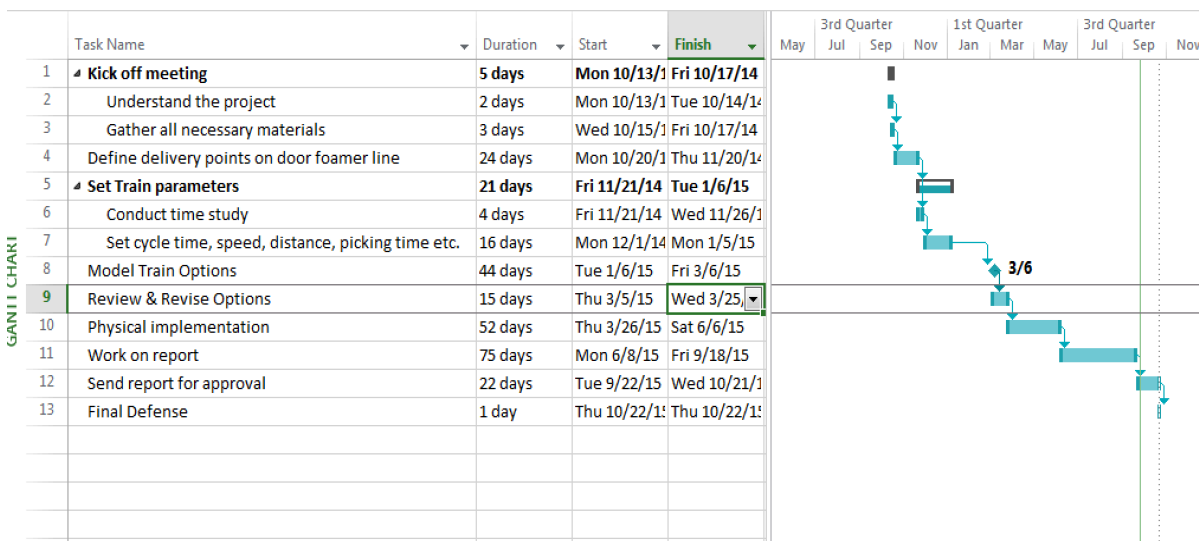 3rd Quarter 1st Quarter 3rd Quarter
Task Name Duration Start Finish May Jul Sep Nov Jan Mar May Jul Sep Nov
1 Kick off meeting 5 days Mon 10/13/1 Fri 10/17/14
2 Understand the project 2 days Mon 10/13/1 Tue 10/14/14
3 Gather all necessary materials 3 days Wed 10/15/1 Fri 10/17/14
4 Define delivery points on door foamer line 24 days Mon 10/20/1 Thu 11/20/14
5 Set Train parameters 21 days Fri 11/21/14 Tue 1/6/15
6 Conduct time study 4 days Fri 11/21/14 Wed 11/26/1
7 Set cycle time, speed, distance, picking time etc. 16 days Mon 12/1/14 Mon 1/5/15
8 Model Train Options 44 days Tue 1/6/15 Fri 3/6/15 3/6
9 Review & Revise Options 15 days Thu 3/5/15 Wed 3/25/
10 Physical implementation 52 days Thu 3/26/15 Sat 6/6/15
11 Work on report 75 days Mon 6/8/15 Fri 9/18/15
12 Send report for approval 22 days Tue 9/22/15 Wed 10/21/1
13 Final Defense 1 day Thu 10/22/15 Thu 10/22/15
GANTT CHART